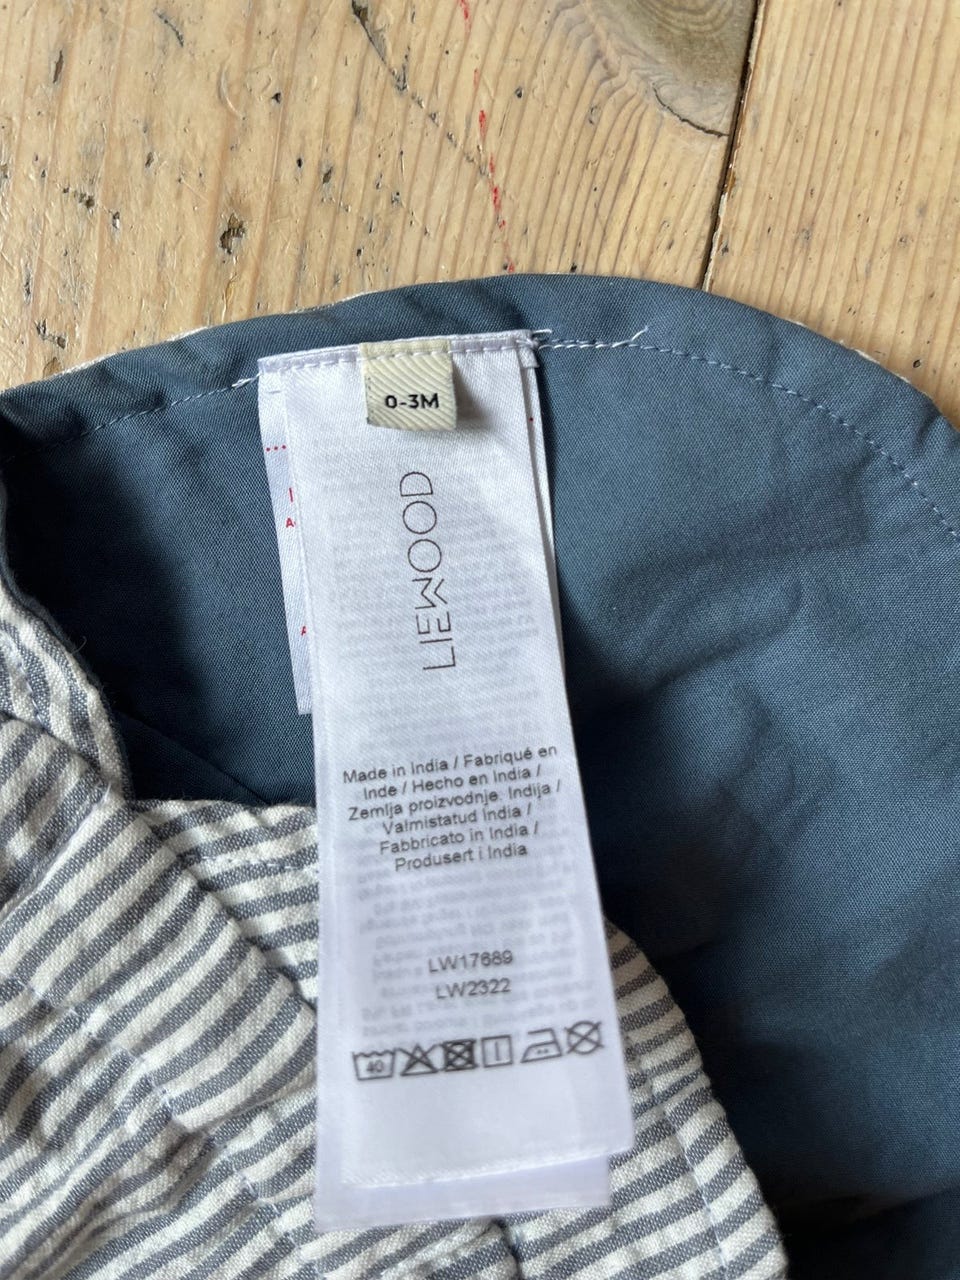 0-3M
LIEWOOD
Made in India / Fabriqué en
Inde / Hecho en India /
Zemlja proizvodnje: Indija /
Valmistatud India /
Fabbricato in India /
Produsert i India
LW17689
LW2322
40